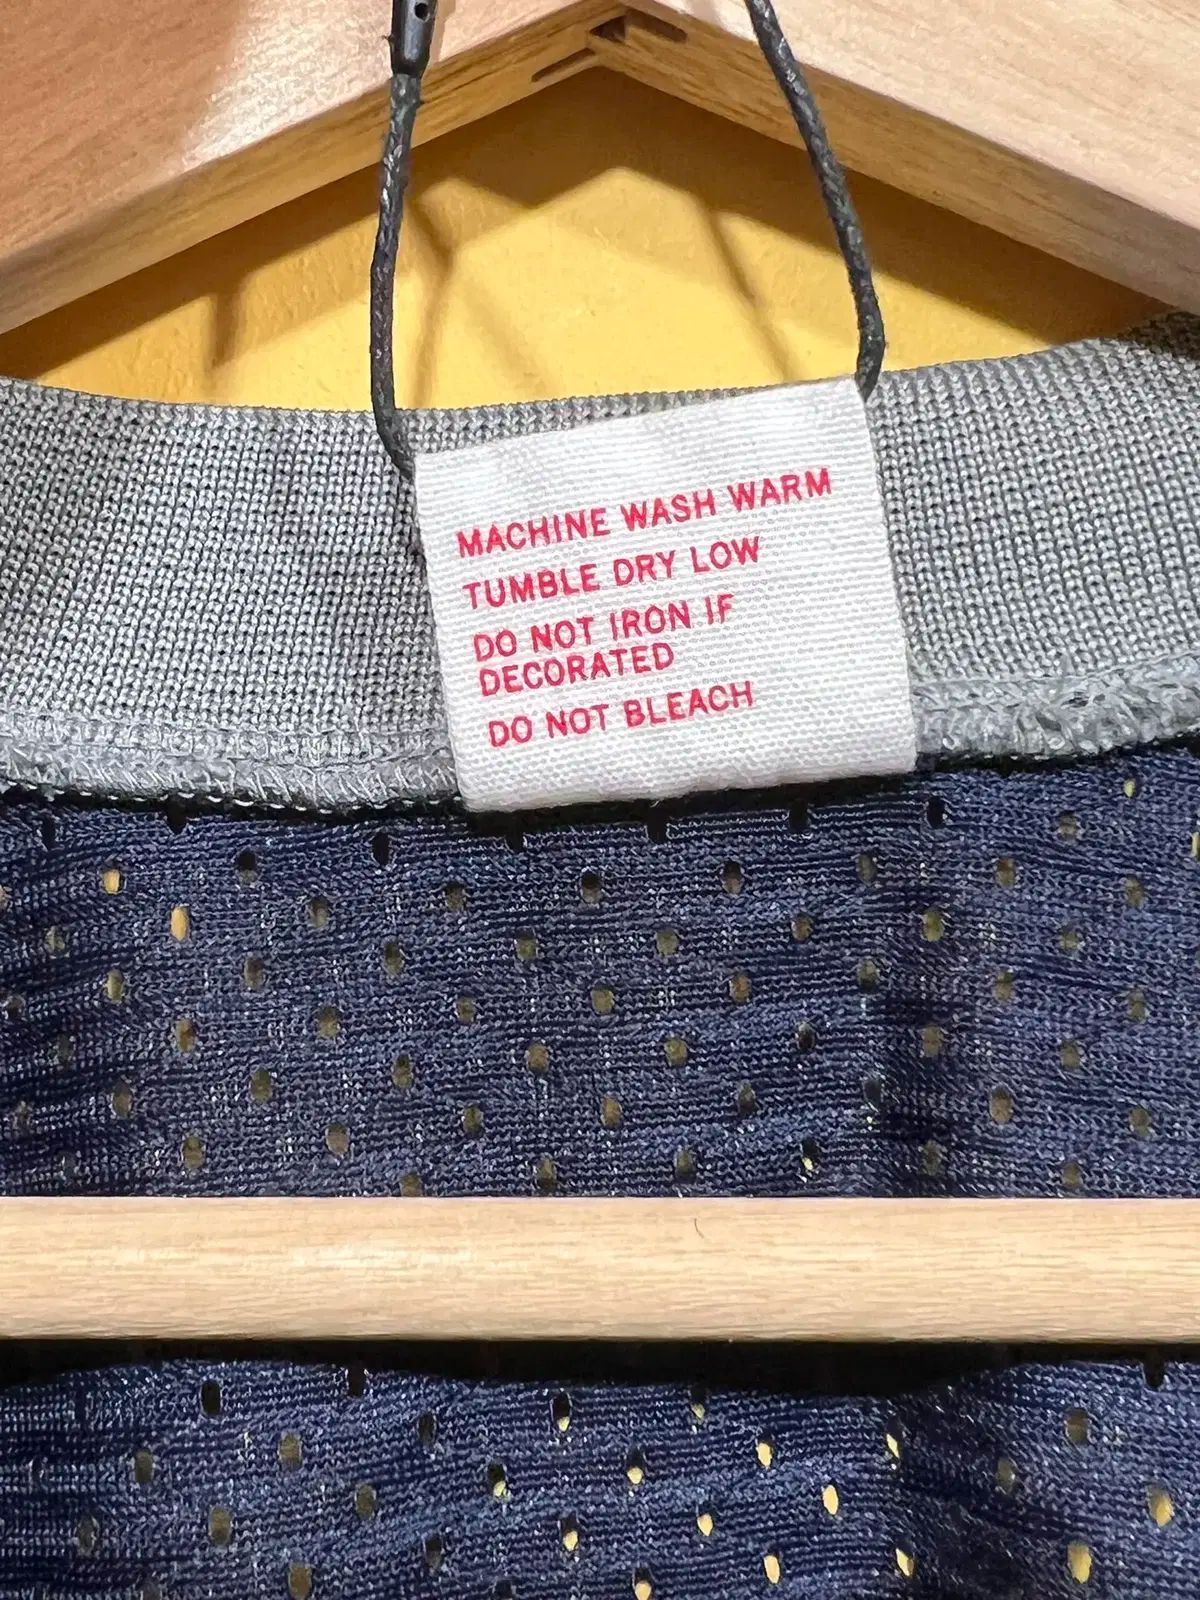 MACHINE WASH WARM
TUMBLE DRY LOW
DO NOT IRON IF
DECORATED
DO NOT BLEACH